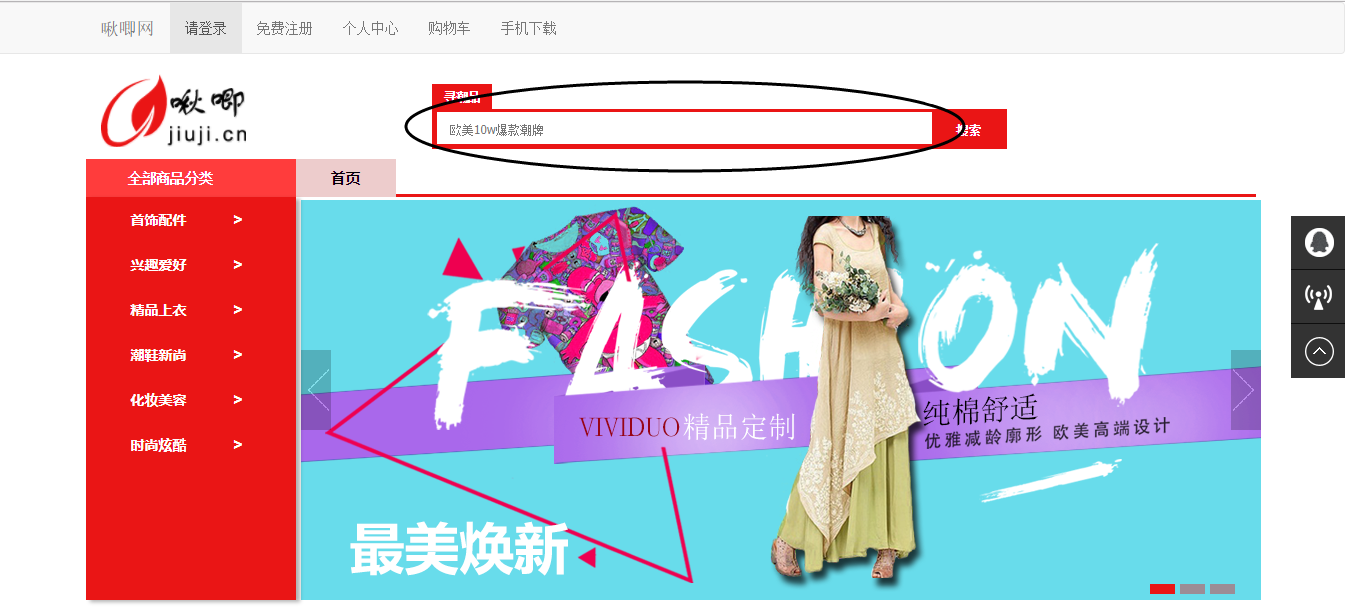 啾唧网 请登录 免费注册 个人中心 购物车 手机下载
啾唧
jiuji.cn
寻潮品
欧美10w爆款潮牌
搜索
全部商品分类
首页
首饰配件 >
兴趣爱好 >
精品上衣 >
潮鞋新尚 >
化妆美容 >
时尚炫酷 >
FASHION
VIVIDUO精品定制
纯棉舒适
优雅减龄廓形 欧美高端设计
最美焕新